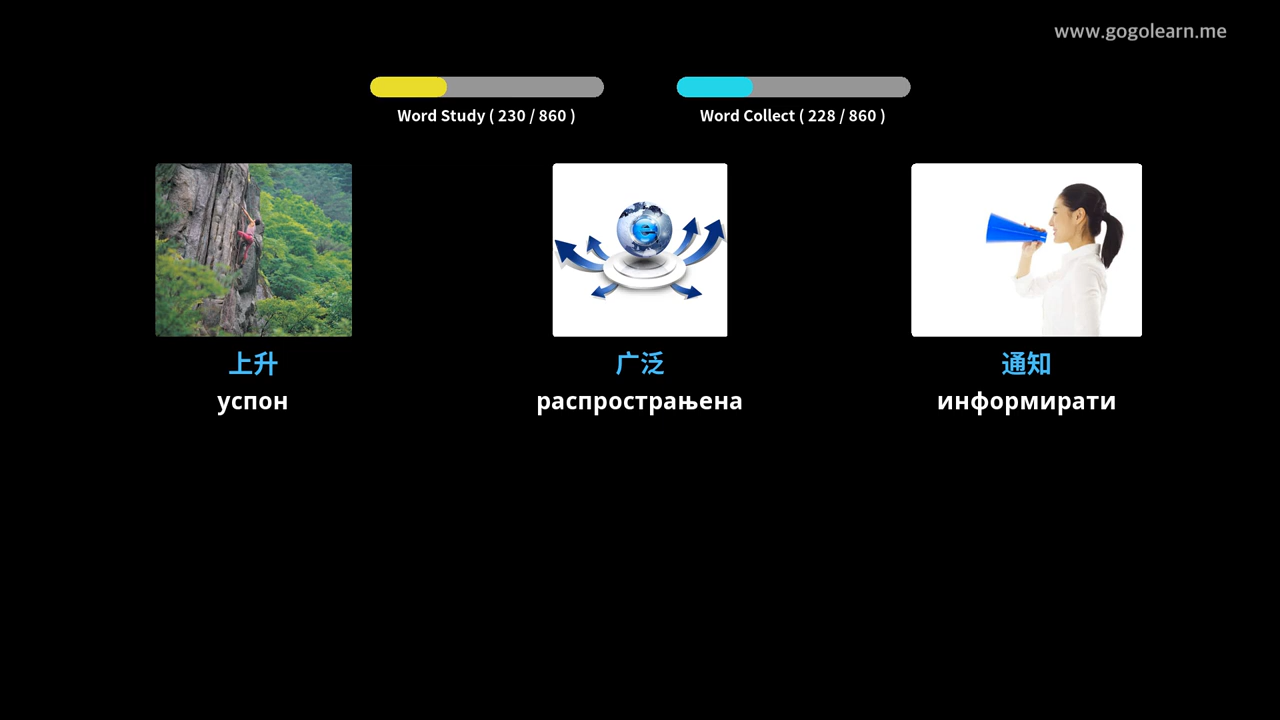 www.gogolearn.me
Word Study ( 230 / 860 )
Word Collect ( 228 / 860 )
e
上升
广泛
通知
успон
распрострањена
информирати